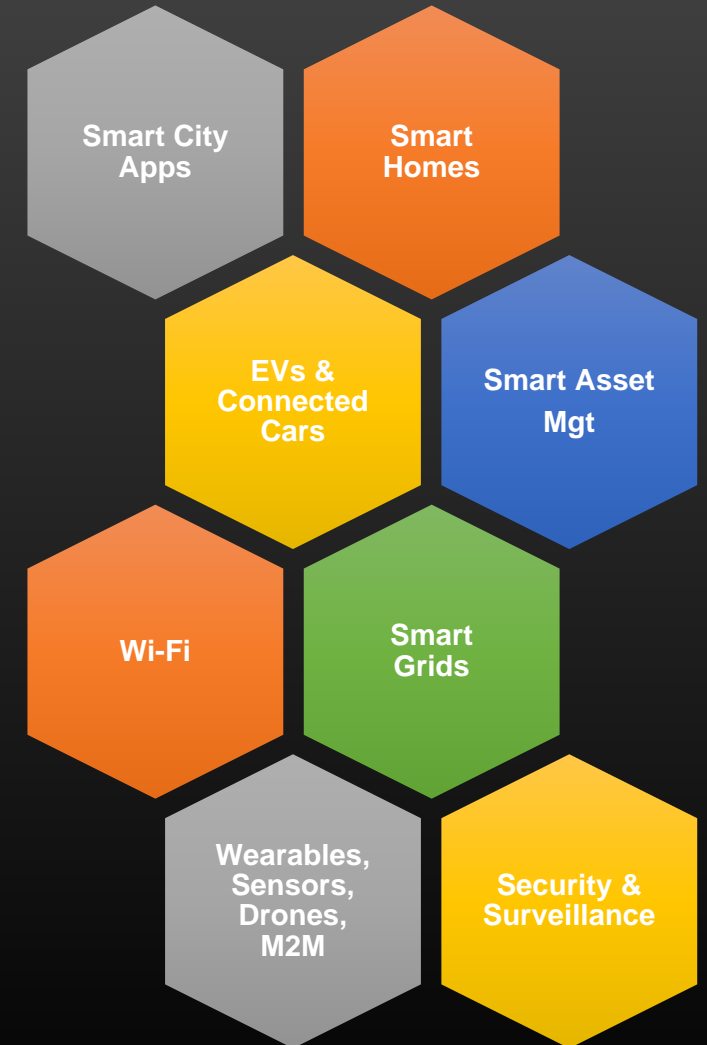 Smart City
Apps
Smart
Homes
EVs &
Connected
Cars
Smart Asset
Mgt
Wi-Fi
Smart
Grids
Wearables,
Sensors,
Drones,
M2M
Security &
Surveillance